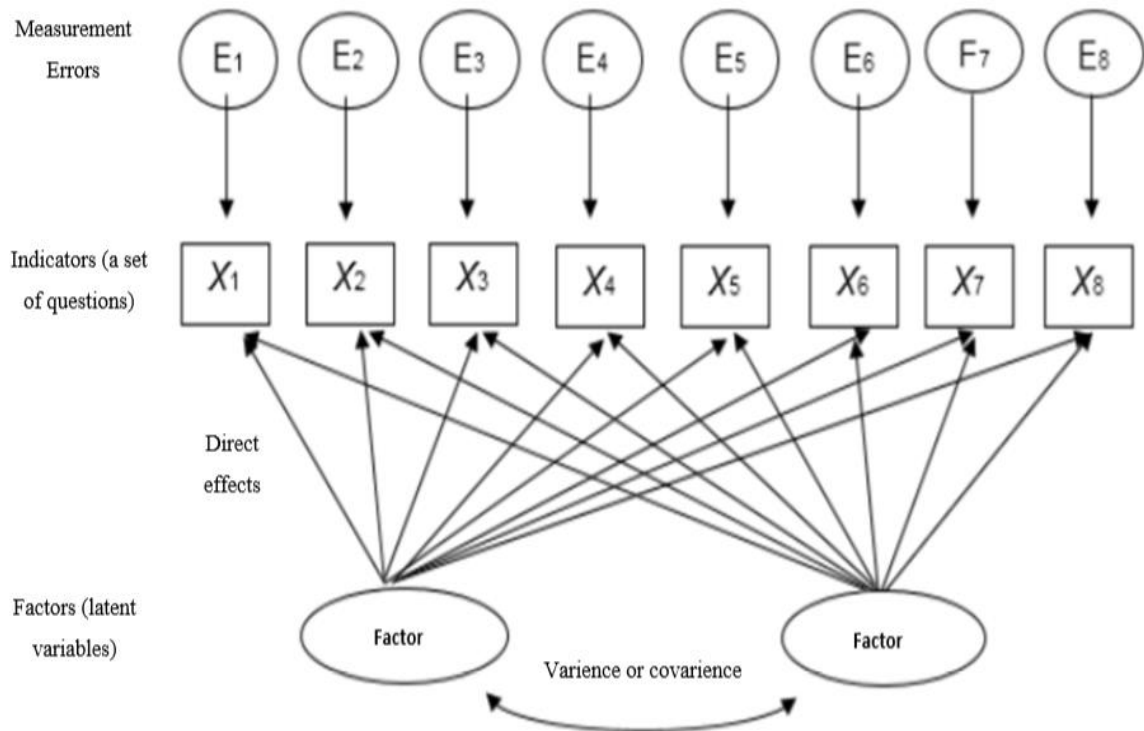 Measurement
Errors
E1 E2 E3 E4 E5 E6 F7 E8
Indicators (a set
of questions)
X1 X2 X3 X4 X5 X6 X7 X8
Direct
effects
Factors (latent
variables)
Factor Factor
Varience or covarience